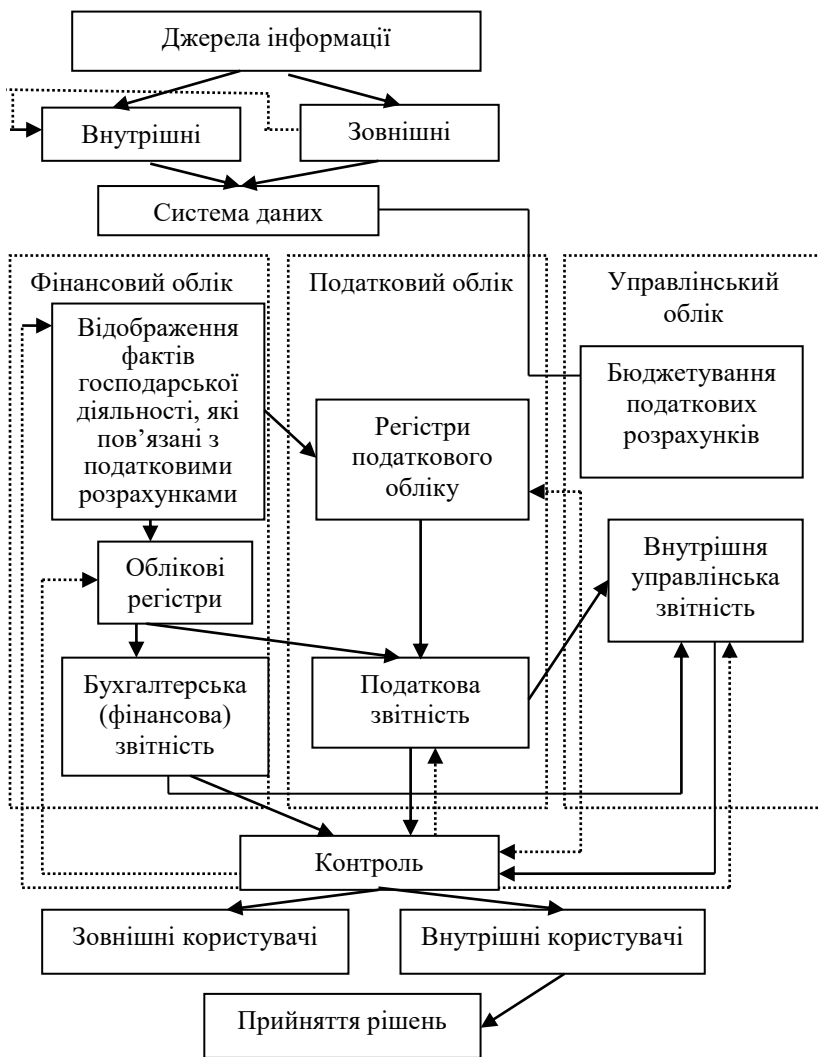 Джерела інформації
Внутрішні
Зовнішні
Система даних
Фінансовий облік
Податковий облік
Управлінський
облік
Відображення
фактів
господарської
діяльності, які
пов’язані з
податковими
розрахунками
Регістри
податкового
обліку
Бюджетування
податкових
розрахунків
Облікові
регістри
Внутрішня
управлінська
звітність
Бухгалтерська
(фінансова)
звітність
Податкова
звітність
Контроль
Зовнішні користувачі
Внутрішні користувачі
Прийняття рішень